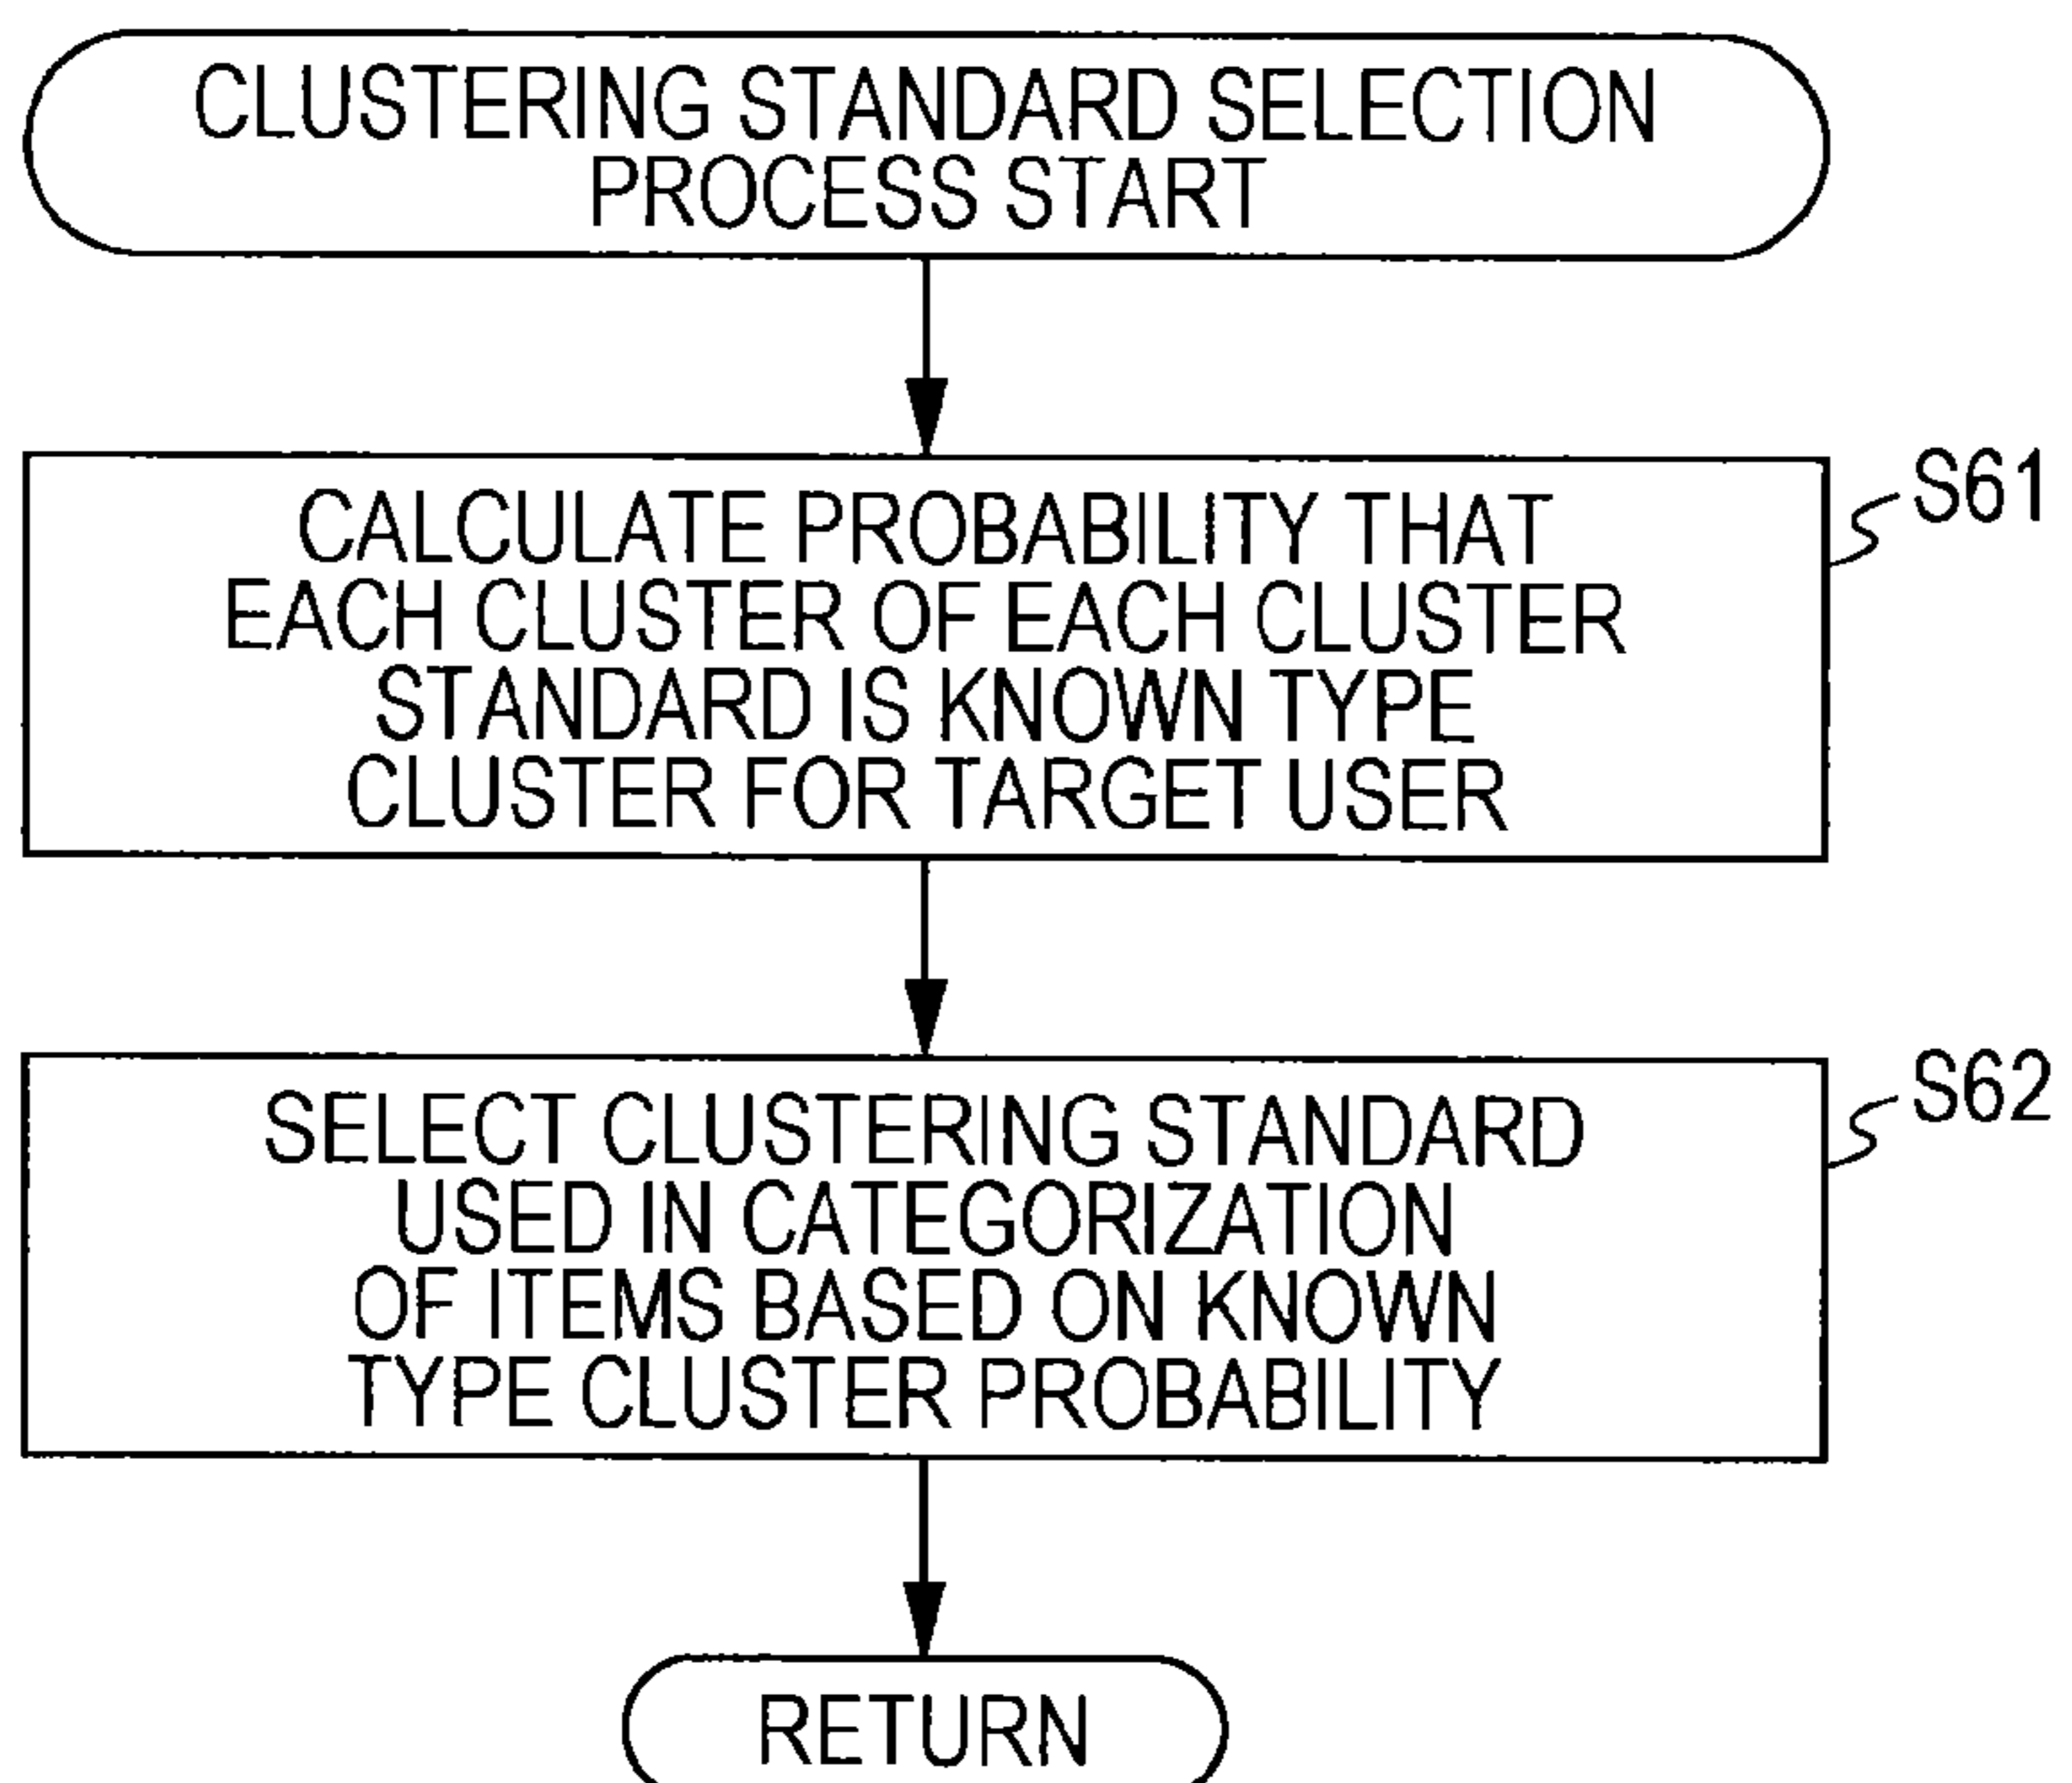 CLUSTERING STANDARD SELECTION
PROCESS START
CALCULATE PROBABILITY THAT
EACH CLUSTER OF EACH CLUSTER
STANDARD IS KNOWN TYPE
CLUSTER FOR TARGET USER
S61
SELECT CLUSTERING STANDARD
USED IN CATEGORIZATION
OF ITEMS BASED ON KNOWN
TYPE CLUSTER PROBABILITY
S62
RETURN